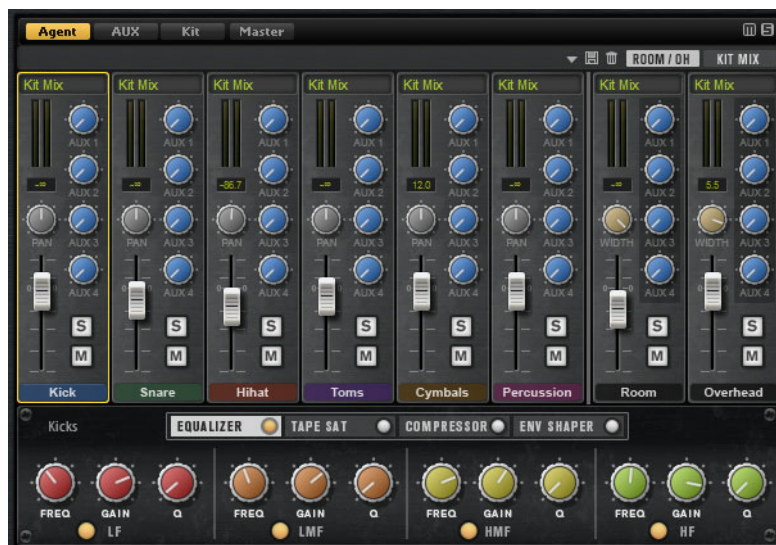 Agent AUX Kit Master M S
ROOM / OH KIT MIX
Kit Mix Kit Mix Kit Mix Kit Mix Kit Mix Kit Mix Kit Mix Kit Mix
AUX 1 AUX 1 AUX 1 AUX 1 AUX 1 AUX 1 AUX 1 AUX 1
-∞ AUX 2 -∞ AUX 2 -86.7 AUX 2 -∞ AUX 2 12.0 AUX 2 -∞ AUX 2 -∞ AUX 2 5.5 AUX 2
PAN AUX 3 PAN AUX 3 PAN AUX 3 PAN AUX 3 PAN AUX 3 PAN AUX 3 WIDTH AUX 3 WIDTH AUX 3
AUX 4 AUX 4 AUX 4 AUX 4 AUX 4 AUX 4 AUX 4 AUX 4
S S S S S S S S
M M M M M M M M
Kick Snare Hihat Toms Cymbals Percussion Room Overhead
Kicks EQUALIZER TAPE SAT COMPRESSOR ENV SHAPER
FREQ GAIN Q FREQ GAIN Q FREQ GAIN Q FREQ GAIN Q
LF LMF HMF HF